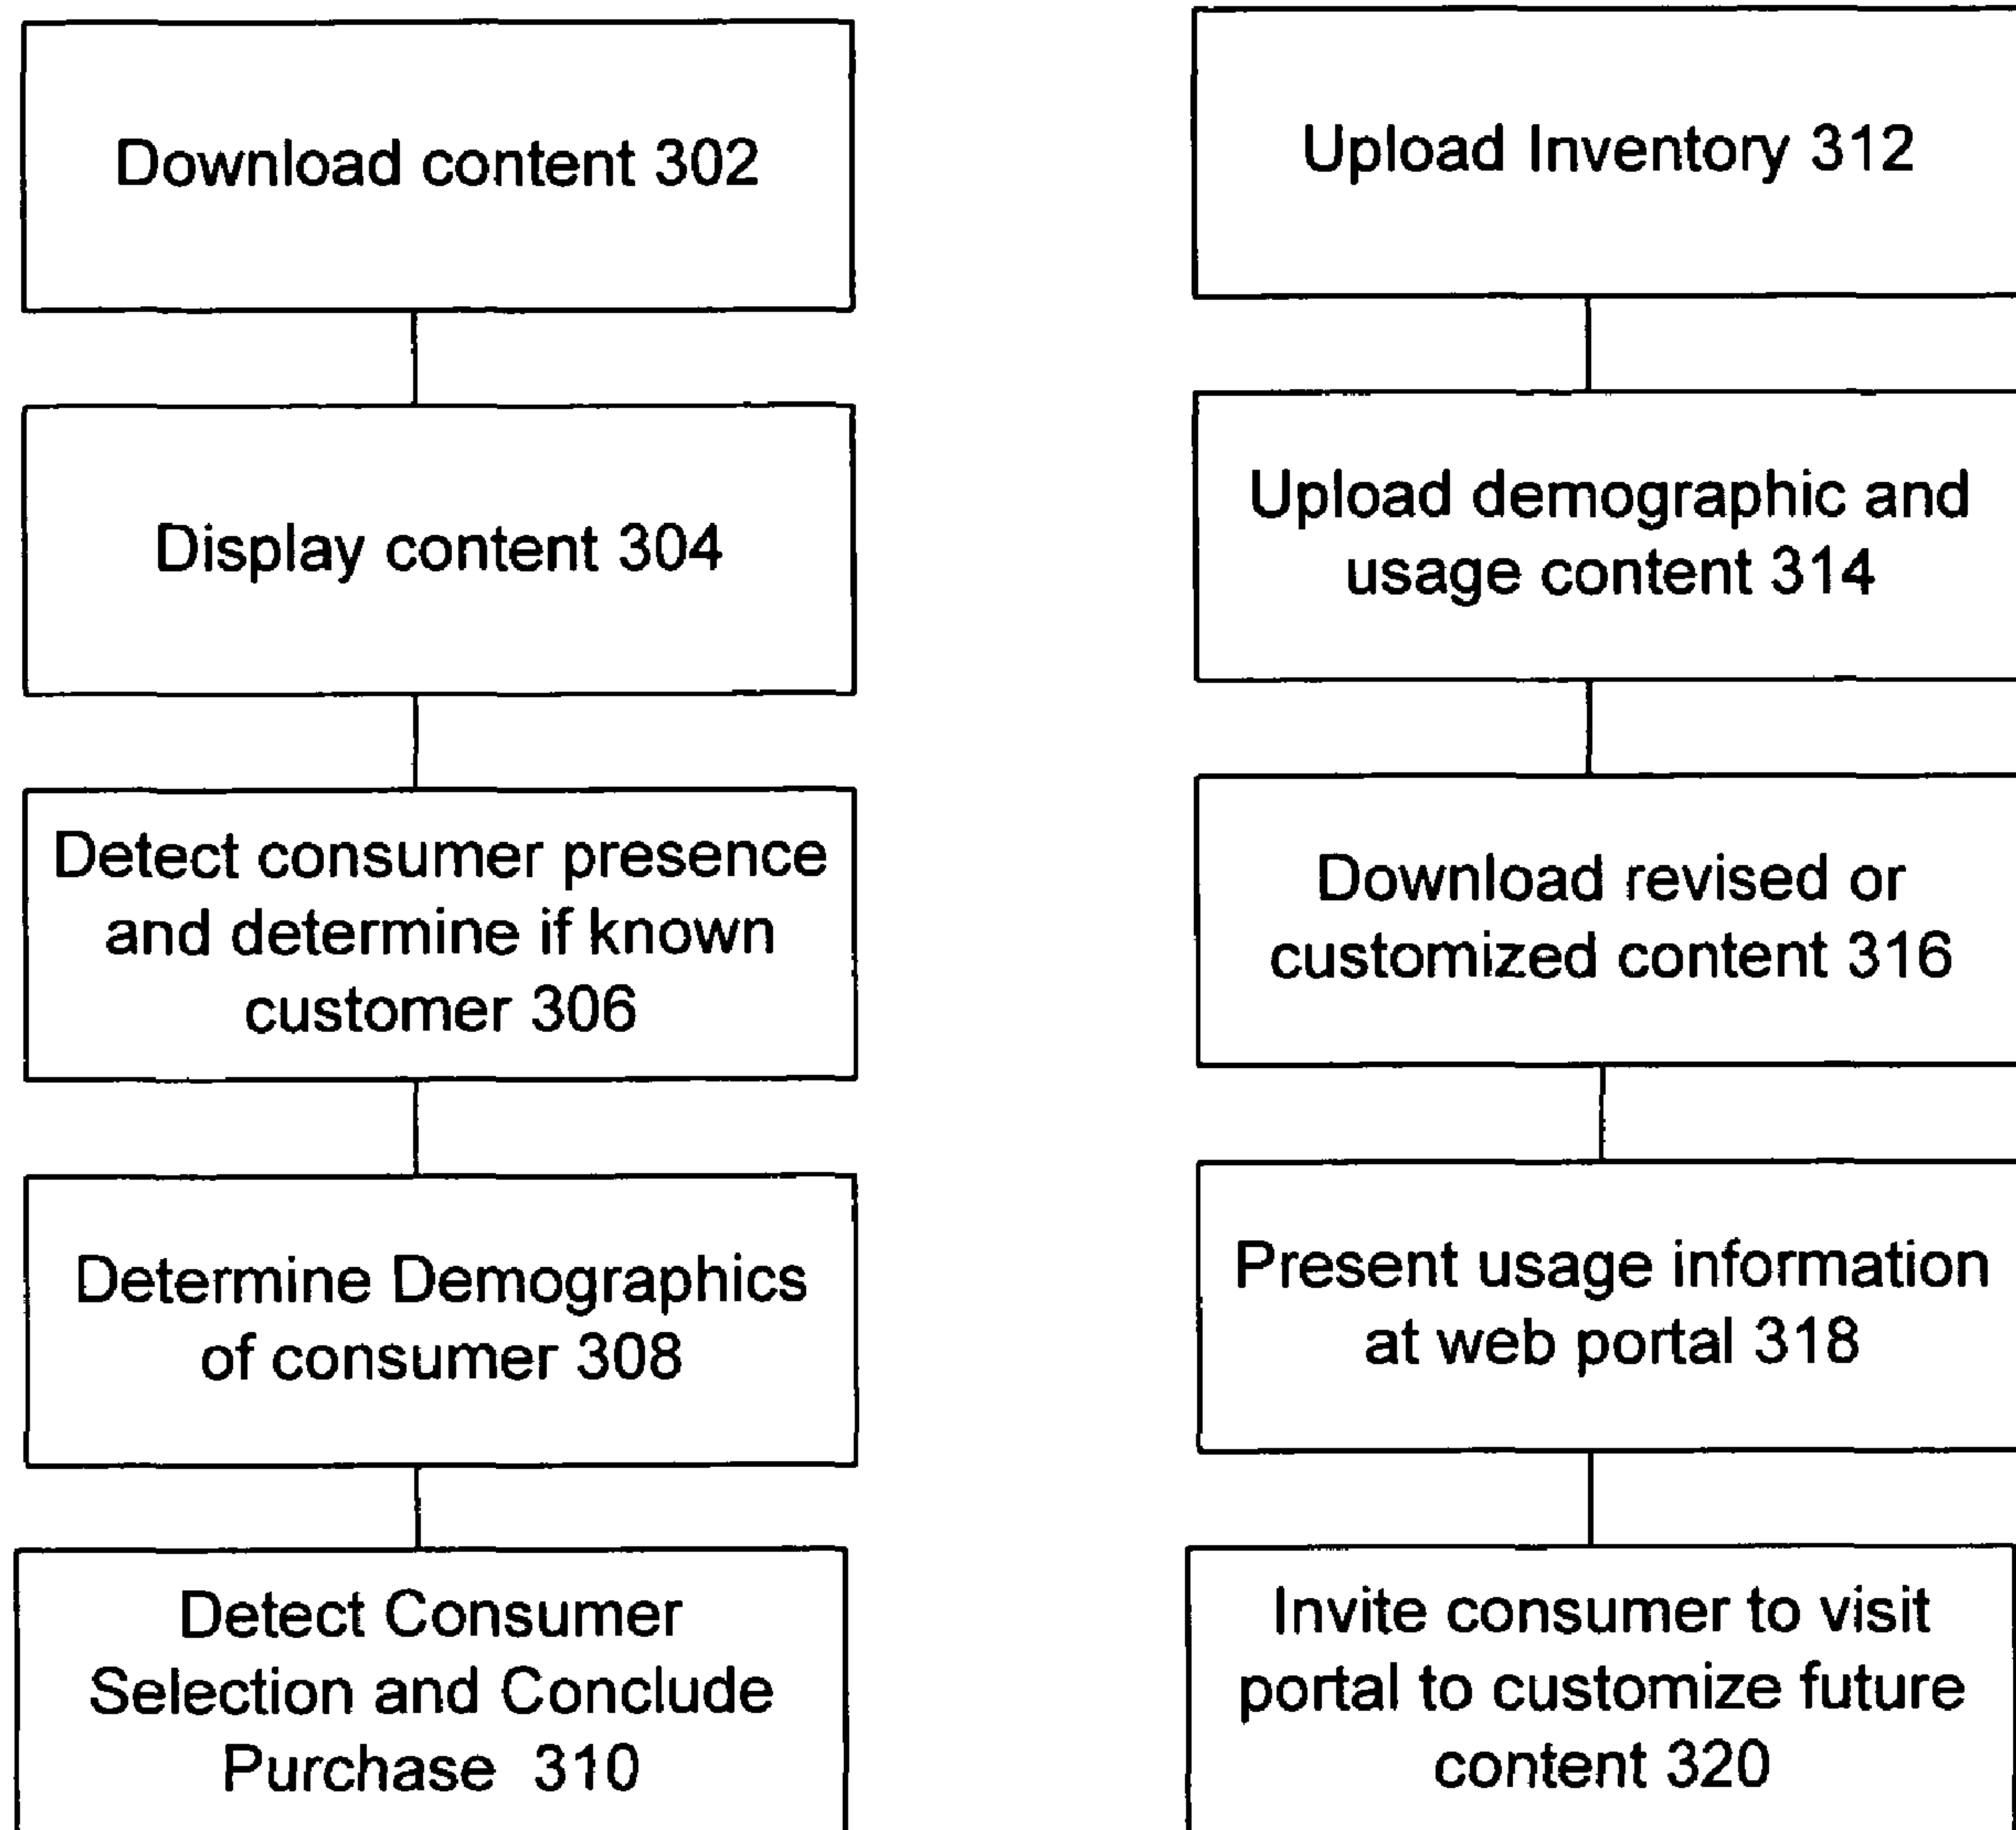 Download content 302
Display content 304
Detect consumer presence
and determine if known
customer 306
Determine Demographics
of consumer 308
Detect Consumer
Selection and Conclude
Purchase 310
Upload Inventory 312
Upload demographic and
usage content 314
Download revised or
customized content 316
Present usage information
at web portal 318
Invite consumer to visit
portal to customize future
content 320